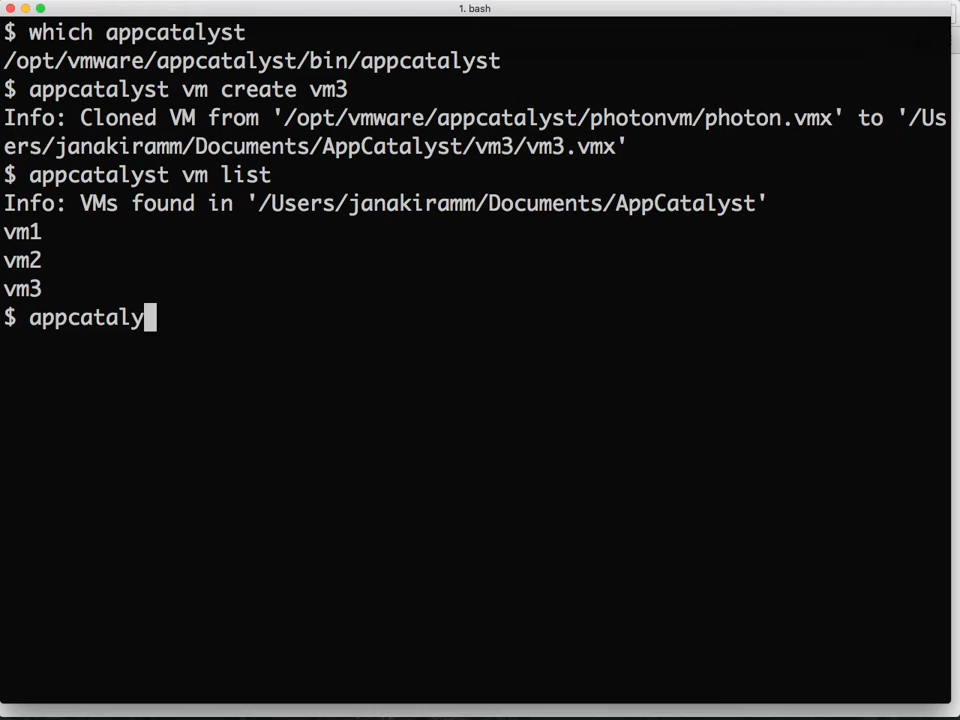 1. bash
$ which appcatalyst
/opt/vmware/appcatalyst/bin/appcatalyst
$ appcatalyst vm create vm3
Info: Cloned VM from '/opt/vmware/appcatalyst/photonvm/photon.vmx' to '/Us
ers/janakiramm/Documents/AppCatalyst/vm3/vm3.vmx'
$ appcatalyst vm list
Info: VMs found in '/Users/janakiramm/Documents/AppCatalyst'
vm1
vm2
vm3
$ appcataly